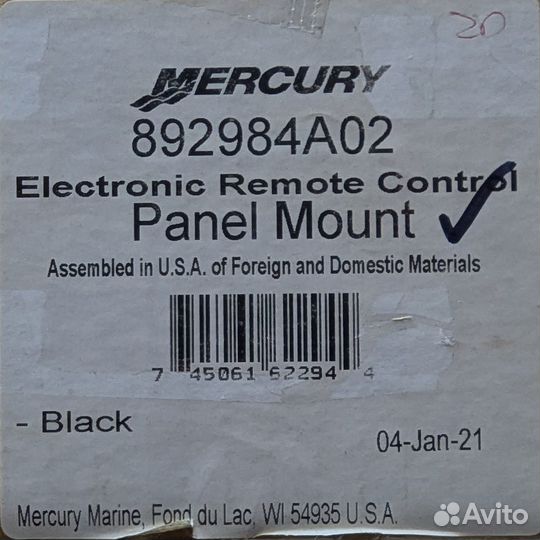 20
MERCURY
892984A02
Electronic Remote Control
Panel Mount
Assembled in U.S.A. of Foreign and Domestic Materials
7 45061 62294 4
- Black
04-Jan-21
Mercury Marine, Fond du Lac, WI 54935 U.S.A.
Avito